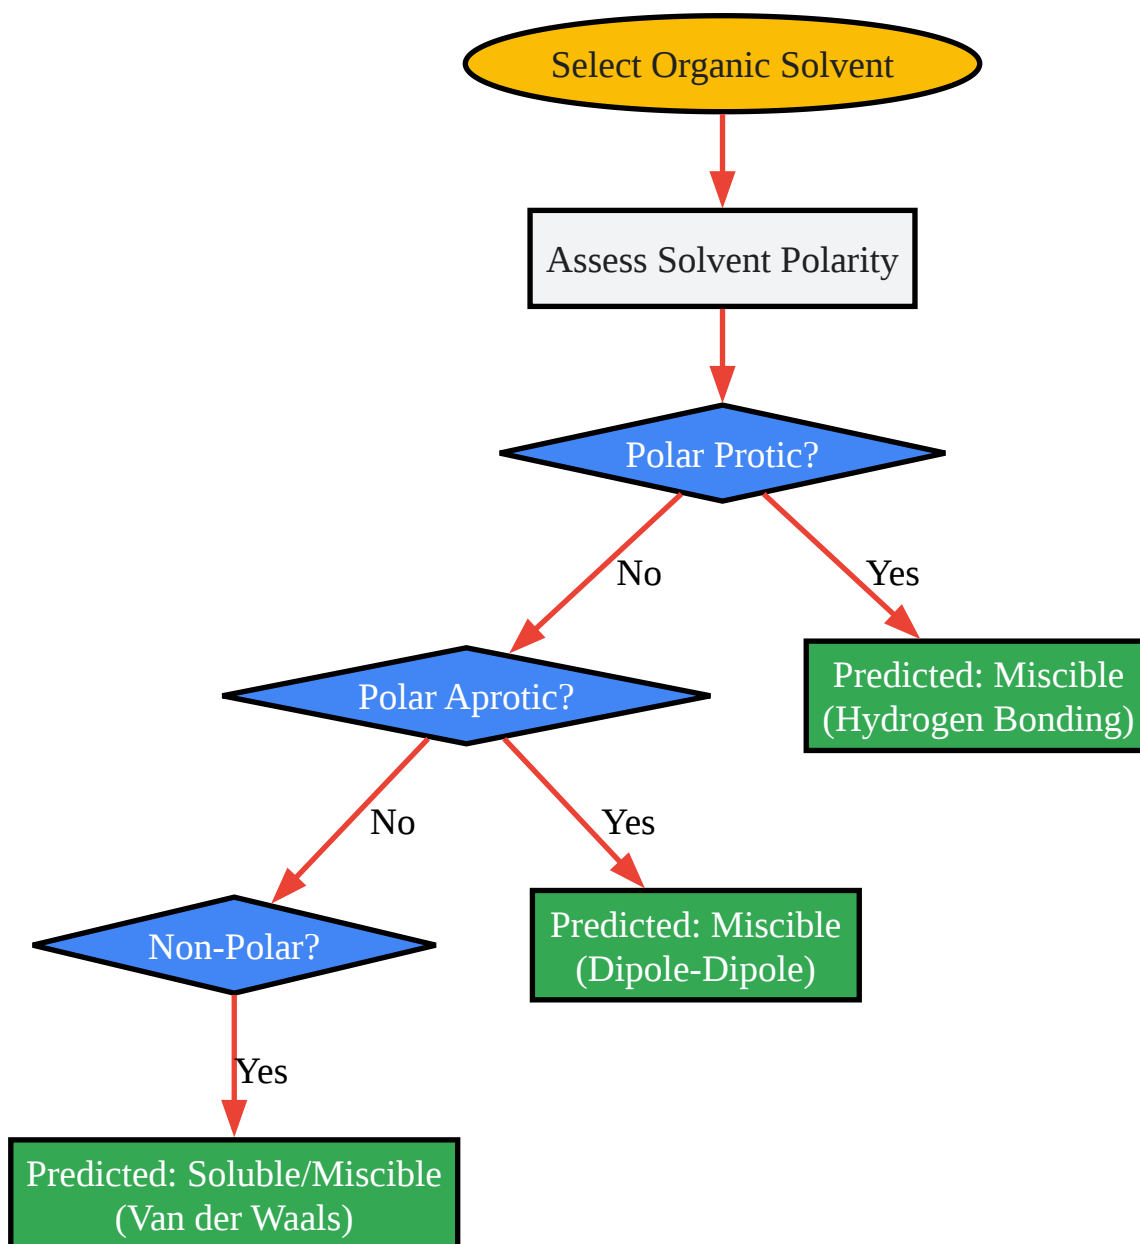 Select Organic Solvent
Assess Solvent Polarity
Polar Protic?
No
Yes
Predicted: Miscible
(Hydrogen Bonding)
Polar Aprotic?
No
Yes
Predicted: Miscible
(Dipole-Dipole)
Non-Polar?
Yes
Predicted: Soluble/Miscible
(Van der Waals)